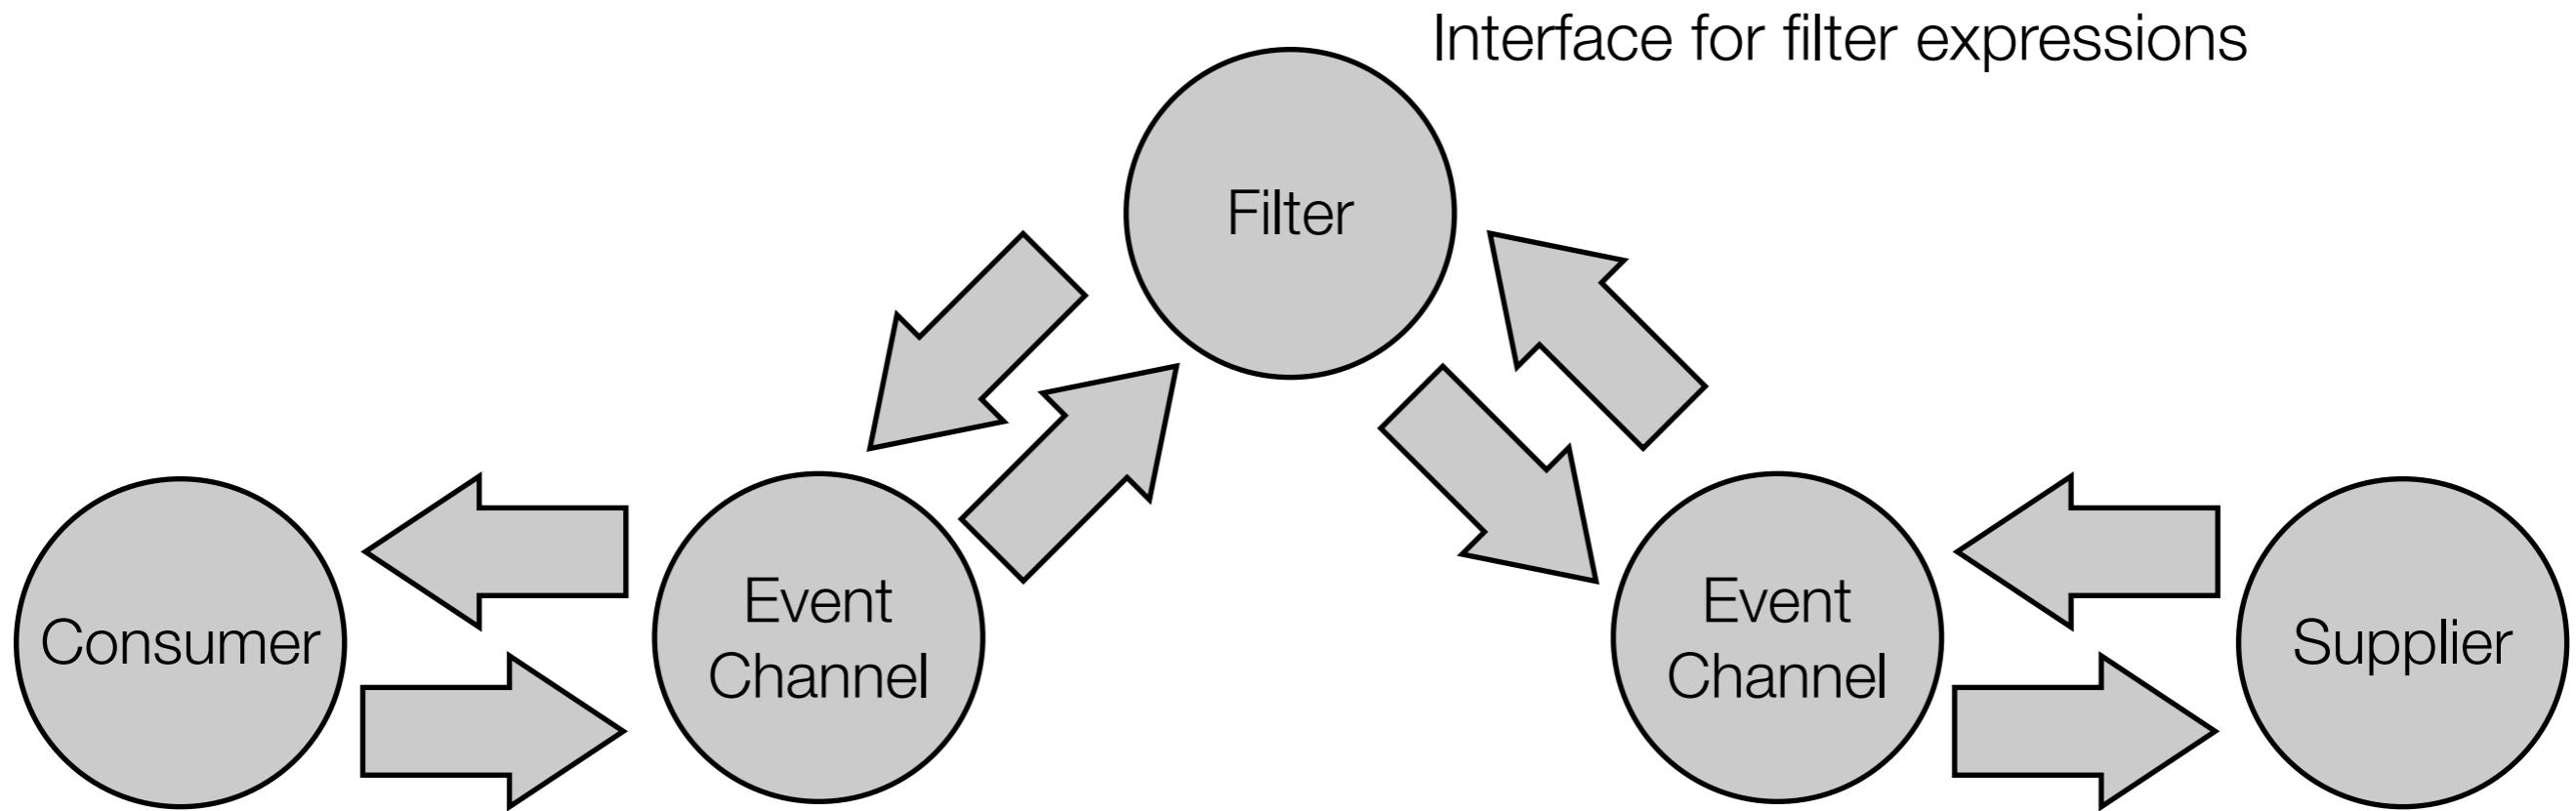 Interface for filter expressions
Filter
Consumer
Event
Channel
Event
Channel
Supplier